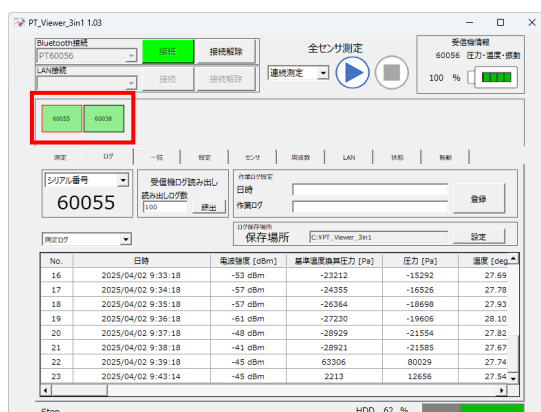 PT_Viewer_3in1 1.03
Bluetooth接続
PT60056
接続
接続解除
全センサ測定
受信機情報
60056 圧力・温度・振動
LAN接続
接続
接続解除
連続測定
100 %
60055
60038
測定
ログ
一覧
設定
センサ
周波数
LAN
状態
振動
シリアル番号
60055
受信機ログ読み出し
読み出しログ数
100
読出
作業ログ設定
日時
作業ログ
登録
ログ保存場所
保存場所
C:¥PT_Viewer_3in1
設定
測定ログ
No. 日時 電波強度 [dBm] 基準温度換算圧力 [Pa] 圧力 [Pa] 温度 [deg
16 2025/04/02 9:33:18 -53 dBm -23212 -15292 27.69
17 2025/04/02 9:34:18 -57 dBm -24355 -16526 27.78
18 2025/04/02 9:35:18 -57 dBm -26364 -18698 27.93
19 2025/04/02 9:36:18 -61 dBm -27230 -19606 28.10
20 2025/04/02 9:37:18 -48 dBm -28929 -21554 27.82
21 2025/04/02 9:38:18 -41 dBm -28921 -21585 27.67
22 2025/04/02 9:39:18 -45 dBm 63306 80029 27.74
23 2025/04/02 9:43:14 -45 dBm 2213 12656 27.54
Stop
HDD 62 %